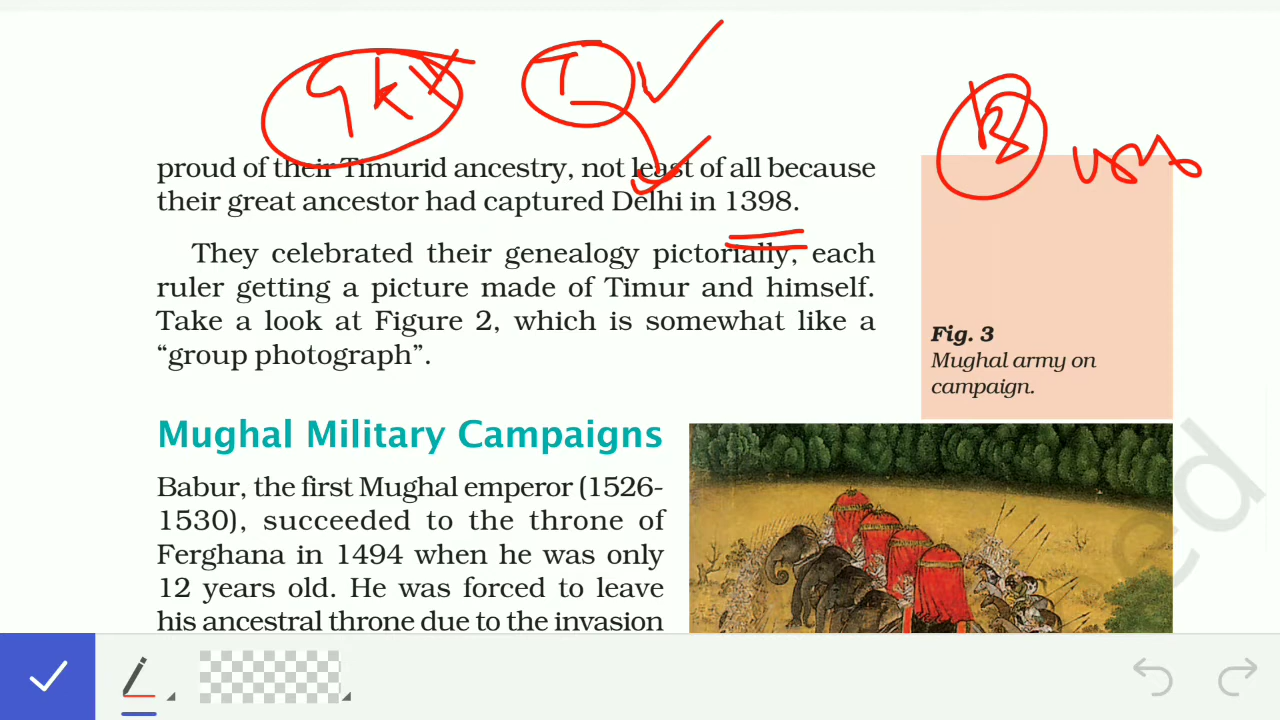 proud of their Timurid ancestry, not least of all because
their great ancestor had captured Delhi in 1398.
They celebrated their genealogy pictorially, each
ruler getting a picture made of Timur and himself.
Take a look at Figure 2, which is somewhat like a
“group photograph”.
Fig. 3
Mughal army on
campaign.
Mughal Military Campaigns
Babur, the first Mughal emperor (1526-
1530), succeeded to the throne of
Ferghana in 1494 when he was only
12 years old. He was forced to leave
his ancestral throne due to the invasion